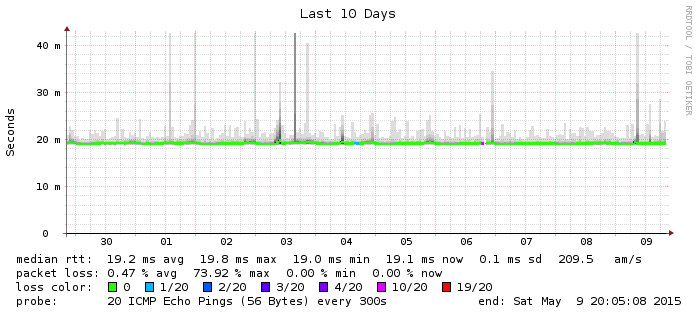 Last 10 Days
RRDTOOL / TOBI OETIKER
Seconds
40 m
30 m
20 m
10 m
0
30 01 02 03 04 05 06 07 08 09
median rtt: 19.2 ms avg 19.8 ms max 19.0 ms min 19.1 ms now 0.1 ms sd 209.5 am/s
packet loss: 0.47 % avg 73.92 % max 0.00 % min 0.00 % now
loss color: 0 1/20 2/20 3/20 4/20 10/20 19/20
probe: 20 ICMP Echo Pings (56 Bytes) every 300s end: Sat May 9 20:05:08 2015